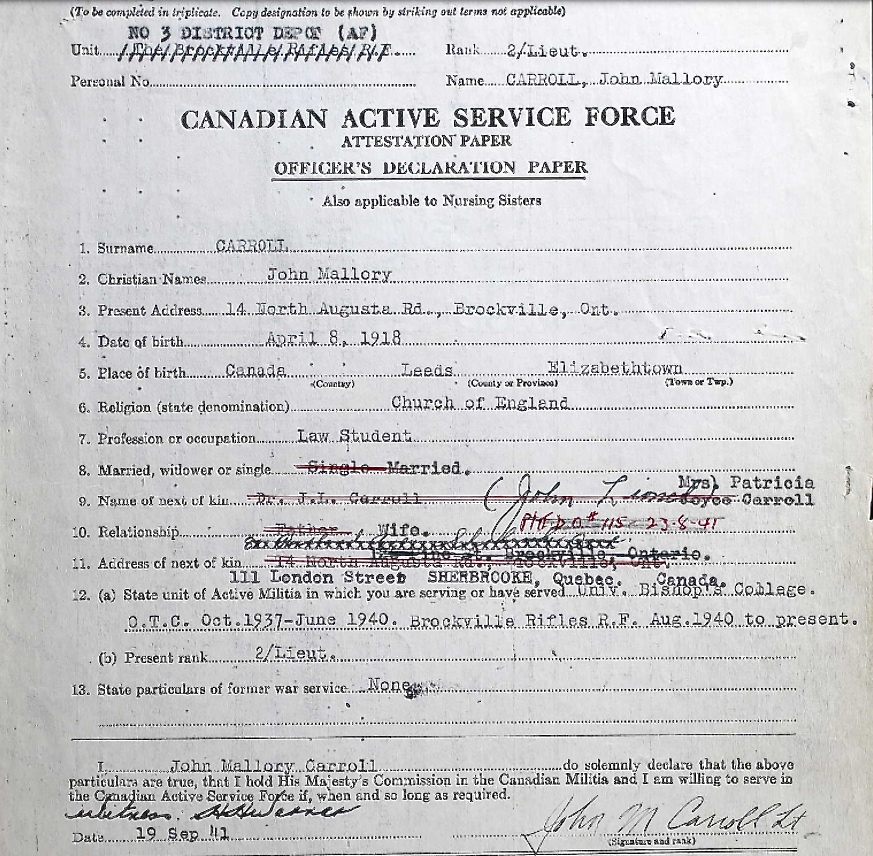 (To be completed in triplicate. Copy designation to be shown by striking out terms not applicable)
NO 3 DISTRICT DEPOT (AF)
Unit The Brockville Rifles R.F. Rank 2/Lieut.
Personal No. Name CARROLL, John Mallory
CANADIAN ACTIVE SERVICE FORCE
ATTESTATION PAPER
OFFICER'S DECLARATION PAPER
Also applicable to Nursing Sisters
1. Surname CARROLL
2. Christian Names John Mallory
3. Present Address 14 North Augusta Rd., Brockville, Ont.
4. Date of birth April 8, 1918
5. Place of birth Canada Leeds Elizabethtown
(Country) (County or Province) (Town or Twp.)
6. Religion (state denomination) Church of England
7. Profession or occupation Law Student
8. Married, widower or single Single Married.
Mrs. Patricia
9. Name of next of kin Dr. J.L. Carroll (John Lionel) Joyce Carroll
10. Relationship Father Wife. 23-8-41
11. Address of next of kin 14 North Augusta Rd., Brockville, Ont. Brockville Ontario.
111 London Street SHERBROOKE, Quebec. Canada.
12. (a) State unit of Active Militia in which you are serving or have served Univ. Bishop's College.
O.T.C. Oct.1937-June 1940. Brockville Rifles R.F. Aug.1940 to present.
(b) Present rank 2/Lieut.
13. State particulars of former war service None
I, John Mallory Carroll do solemnly declare that the above
particulars are true, that I hold His Majesty's Commission in the Canadian Militia and I am willing to serve in
the Canadian Active Service Force if, when and so long as required.
witness.
Date 19 Sep 41 John M Carroll Lt
(Signature and rank)